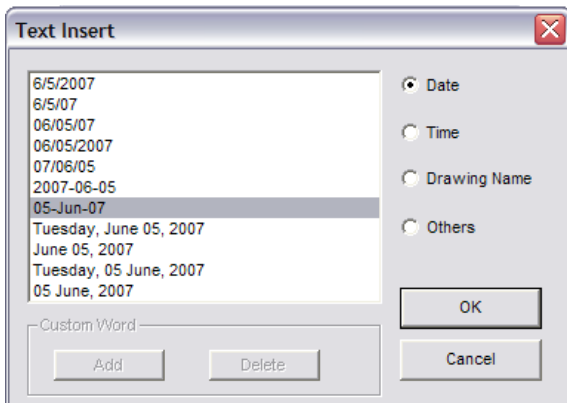 Text Insert
6/5/2007
6/5/07
06/05/07
06/05/2007
07/06/05
2007-06-05
05-Jun-07
Tuesday, June 05, 2007
June 05, 2007
Tuesday, 05 June, 2007
05 June, 2007
Date
Time
Drawing Name
Others
Custom Word
Add
Delete
OK
Cancel